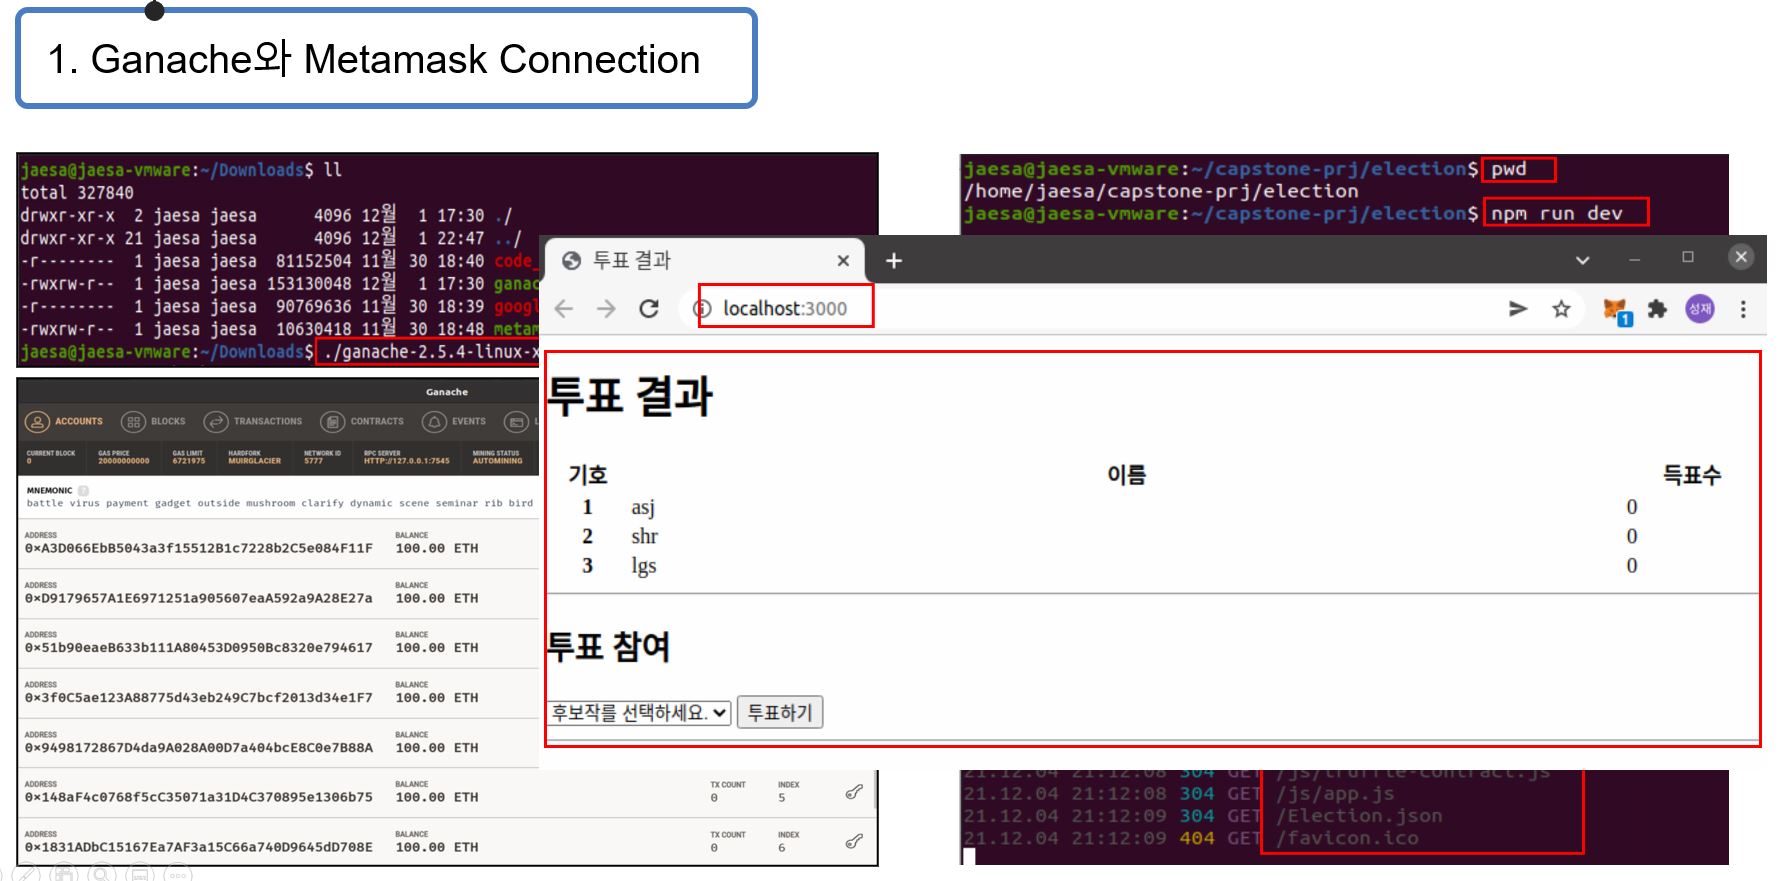 1. Ganache와 Metamask Connection
jaesa@jaesa-vmware:~/Downloads$ ll
total 327840
drwxr-xr-x 2 jaesa jaesa 4096 12월 1 17:30 ./
drwxr-xr-x 21 jaesa jaesa 4096 12월 1 22:47 ../
-r-------- 1 jaesa jaesa 81152504 11월 30 18:40 code_
-rwxrw-r-- 1 jaesa jaesa 153130048 12월 1 17:30 ganac
-r-------- 1 jaesa jaesa 90769636 11월 30 18:39 googl
-rwxrw-r-- 1 jaesa jaesa 10630418 11월 30 18:48 metam
jaesa@jaesa-vmware:~/Downloads$ ./ganache-2.5.4-linux-x
Ganache
ACCOUNTS BLOCKS TRANSACTIONS CONTRACTS EVENTS L
CURRENT BLOCK GAS PRICE GAS LIMIT HARDFORK NETWORK ID RPC SERVER MINING STATUS
0 20000000000 6721975 MUIRGLACIER 5777 HTTP://127.0.0.1:7545 AUTOMINING
MNEMONIC ?
battle virus payment gadget outside mushroom clarify dynamic scene seminar rib bird
ADDRESS BALANCE
0×A3D066EbB5043a3f15512B1c7228b2C5e084F11F 100.00 ETH
ADDRESS BALANCE
0×D9179657A1E6971251a905607eaA592a9A28E27a 100.00 ETH
ADDRESS BALANCE
0×51b90eaeB633b111A80453D0950Bc8320e794617 100.00 ETH
ADDRESS BALANCE
0×3f0C5ae123A88775d43eb249C7bcf2013d34e1F7 100.00 ETH
ADDRESS BALANCE
0×9498172867D4da9A028A00D7a404bcE8C0e7B88A 100.00 ETH
ADDRESS BALANCE TX COUNT INDEX
0×148aF4c0768f5cC35071a31D4C370895e1306b75 100.00 ETH 0 5
ADDRESS BALANCE TX COUNT INDEX
0×1831ADbC15167Ea7AF3a15C66a740D9645dD708E 100.00 ETH 0 6
jaesa@jaesa-vmware:~/capstone-prj/election$ pwd
/home/jaesa/capstone-prj/election
jaesa@jaesa-vmware:~/capstone-prj/election$ npm run dev
투표 결과
localhost:3000
1
성재
투표 결과
기호 이름 득표수
1 asj 0
2 shr 0
3 lgs 0
투표 참여
후보작를 선택하세요. 투표하기
21.12.04 21:12:08 304 GET /js/truffle-contract.js
21.12.04 21:12:08 304 GET /js/app.js
21.12.04 21:12:09 304 GET /Election.json
21.12.04 21:12:09 404 GET /favicon.ico